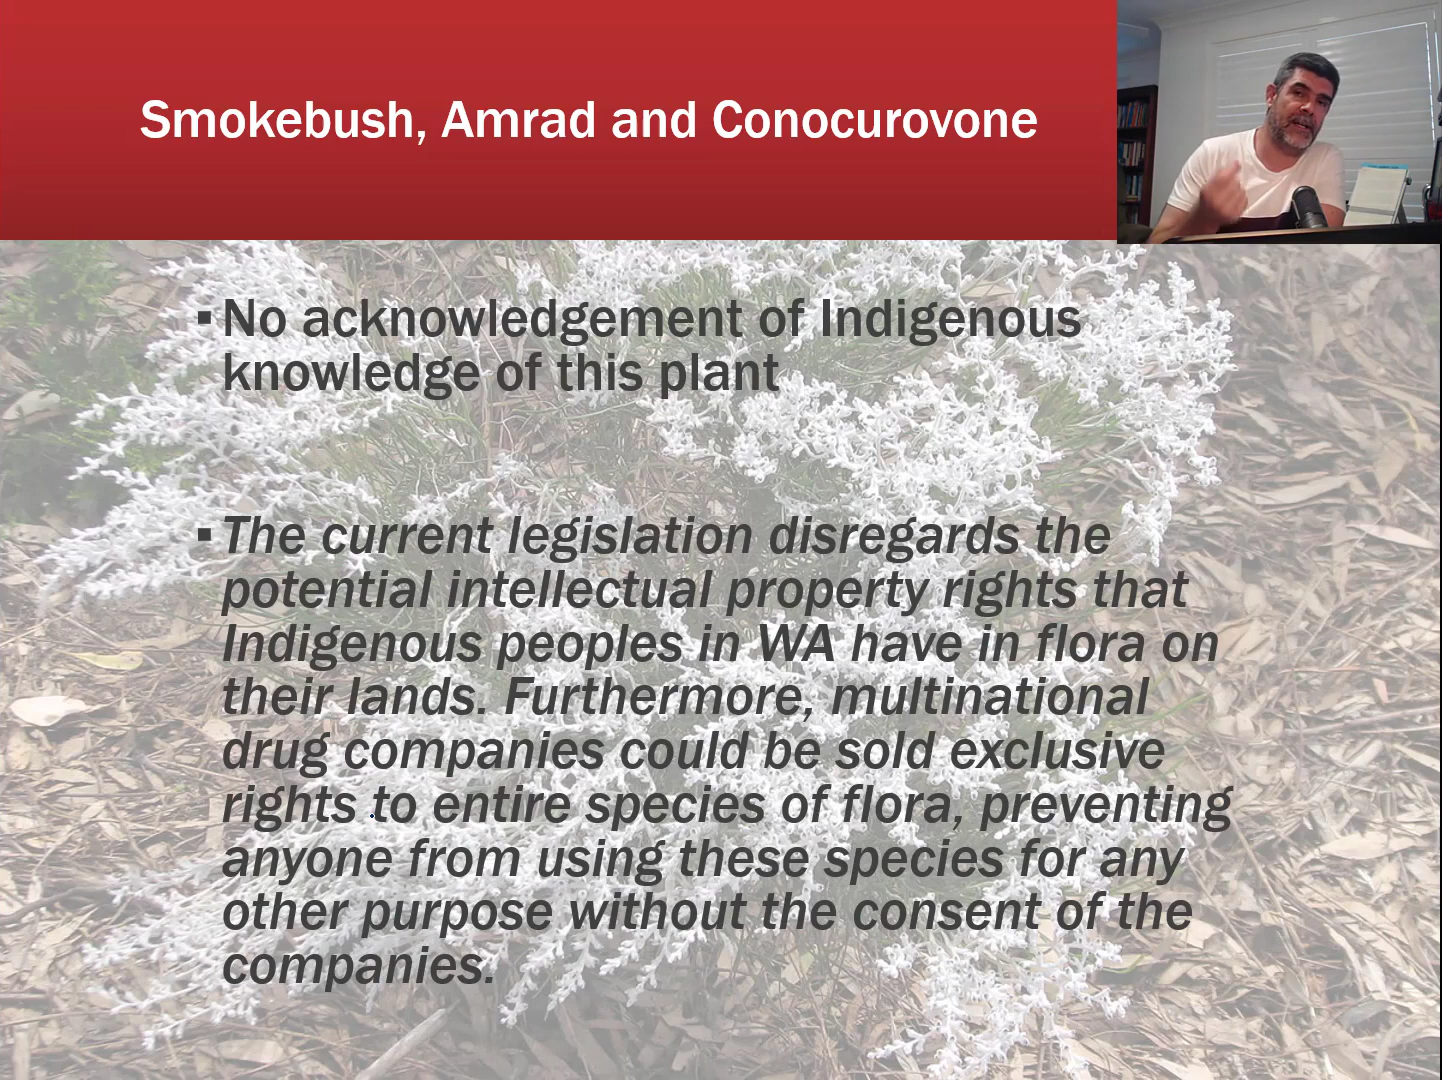 Smokebush, Amrad and Conocurovone
▪No acknowledgement of Indigenous
knowledge of this plant
▪The current legislation disregards the
potential intellectual property rights that
Indigenous peoples in WA have in flora on
their lands. Furthermore, multinational
drug companies could be sold exclusive
rights to entire species of flora, preventing
anyone from using these species for any
other purpose without the consent of the
companies.